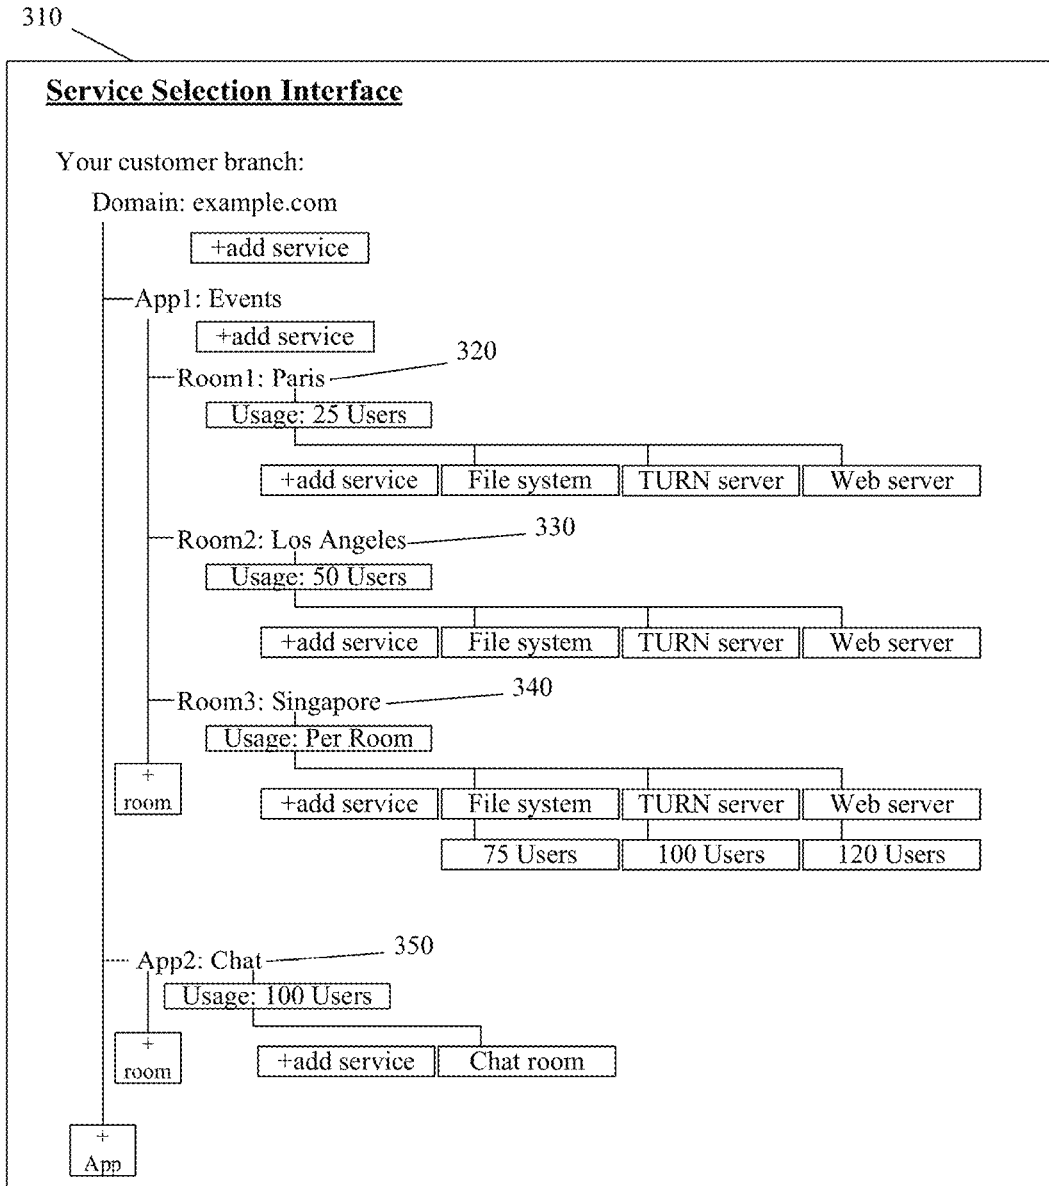 310
Service Selection Interface
Your customer branch:
Domain: example.com
+add service
App1: Events
+add service
320
Room1: Paris
Usage: 25 Users
+add service File system TURN server Web server
330
Room2: Los Angeles
Usage: 50 Users
+add service File system TURN server Web server
340
Room3: Singapore
Usage: Per Room
+
room
+add service File system TURN server Web server
75 Users 100 Users 120 Users
350
App2: Chat
Usage: 100 Users
+
room
+add service Chat room
+
App